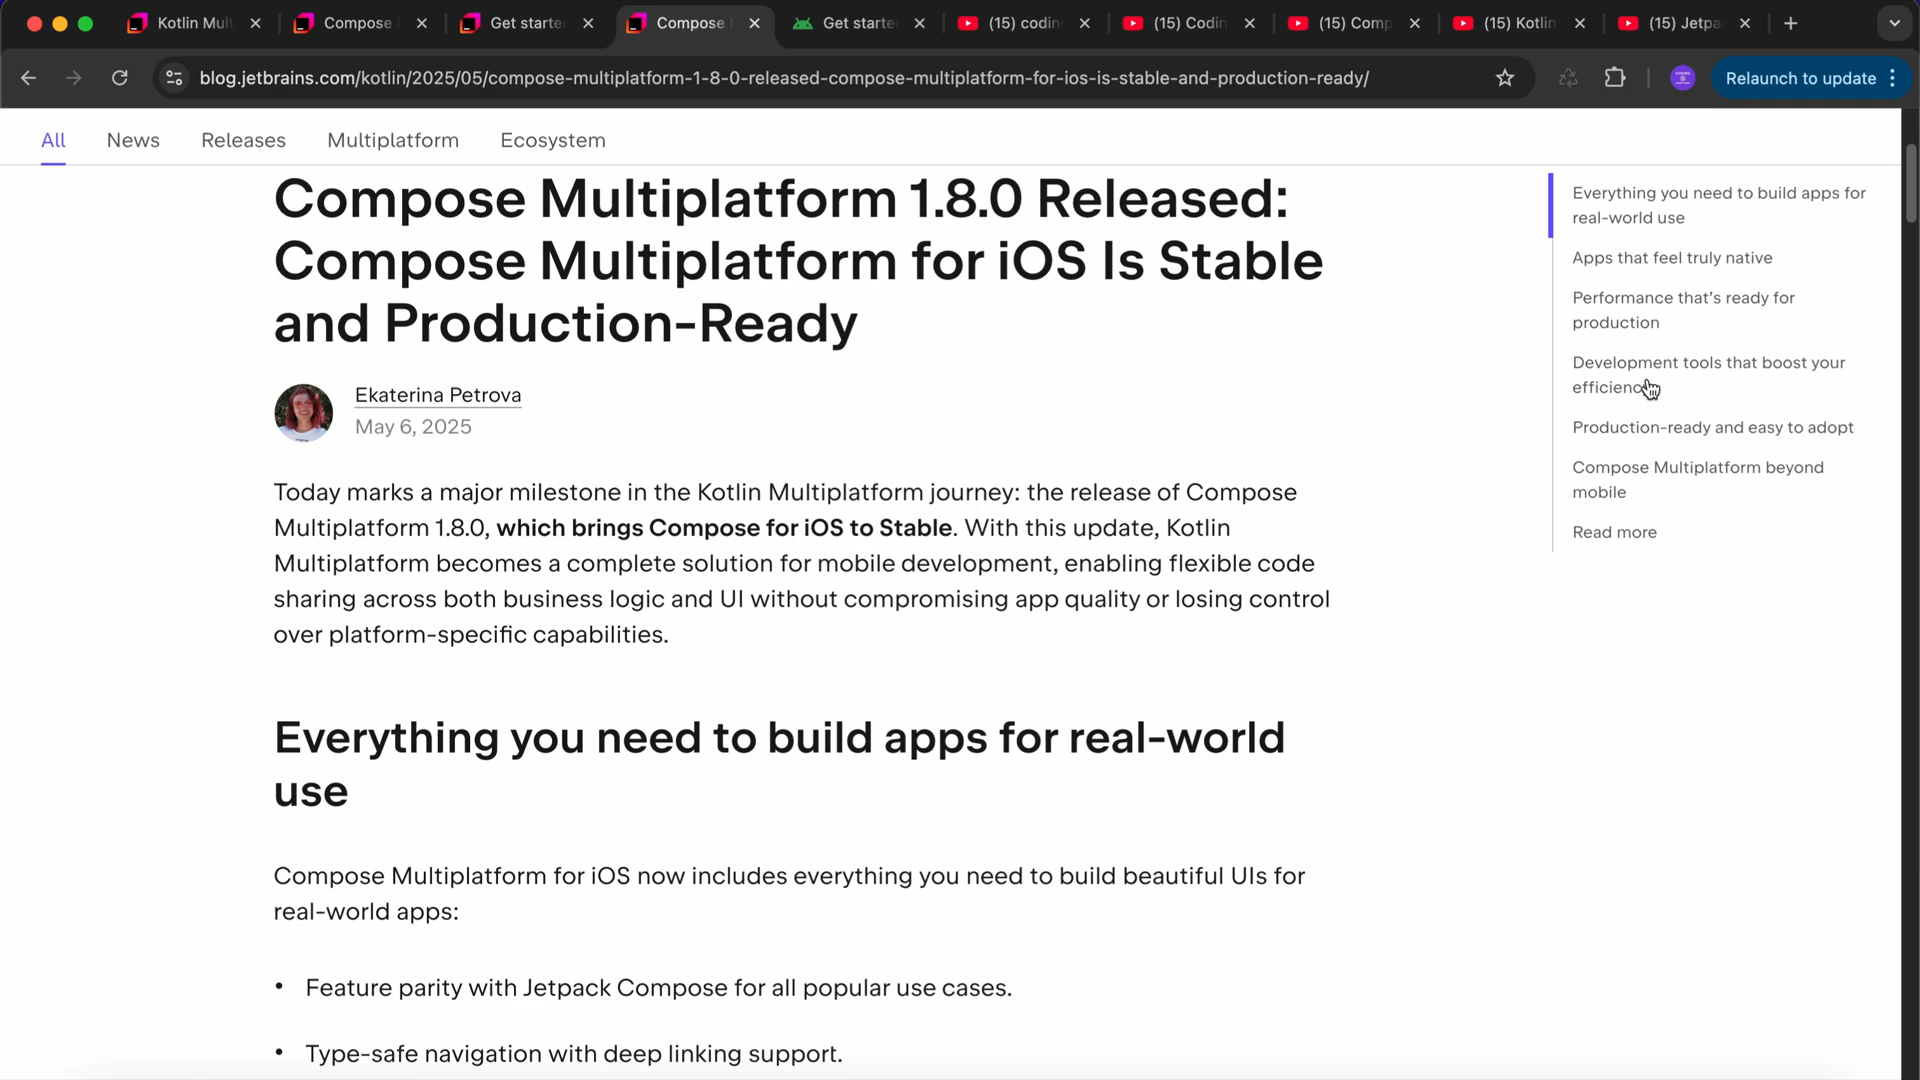 Kotlin Mult
Compose
Get starte
Compose
Get starte
(15) codin
(15) Codin
(15) Comp
(15) Kotlin
(15) Jetpa
blog.jetbrains.com/kotlin/2025/05/compose-multiplatform-1-8-0-released-compose-multiplatform-for-ios-is-stable-and-production-ready/
Relaunch to update
All
News
Releases
Multiplatform
Ecosystem
Compose Multiplatform 1.8.0 Released:
Compose Multiplatform for iOS Is Stable
and Production-Ready
Ekaterina Petrova
May 6, 2025
Today marks a major milestone in the Kotlin Multiplatform journey: the release of Compose
Multiplatform 1.8.0, which brings Compose for iOS to Stable. With this update, Kotlin
Multiplatform becomes a complete solution for mobile development, enabling flexible code
sharing across both business logic and UI without compromising app quality or losing control
over platform-specific capabilities.
Everything you need to build apps for real-world
use
Compose Multiplatform for iOS now includes everything you need to build beautiful UIs for
real-world apps:
• Feature parity with Jetpack Compose for all popular use cases.
• Type-safe navigation with deep linking support.
Everything you need to build apps for
real-world use
Apps that feel truly native
Performance that's ready for
production
Development tools that boost your
efficiency
Production-ready and easy to adopt
Compose Multiplatform beyond
mobile
Read more